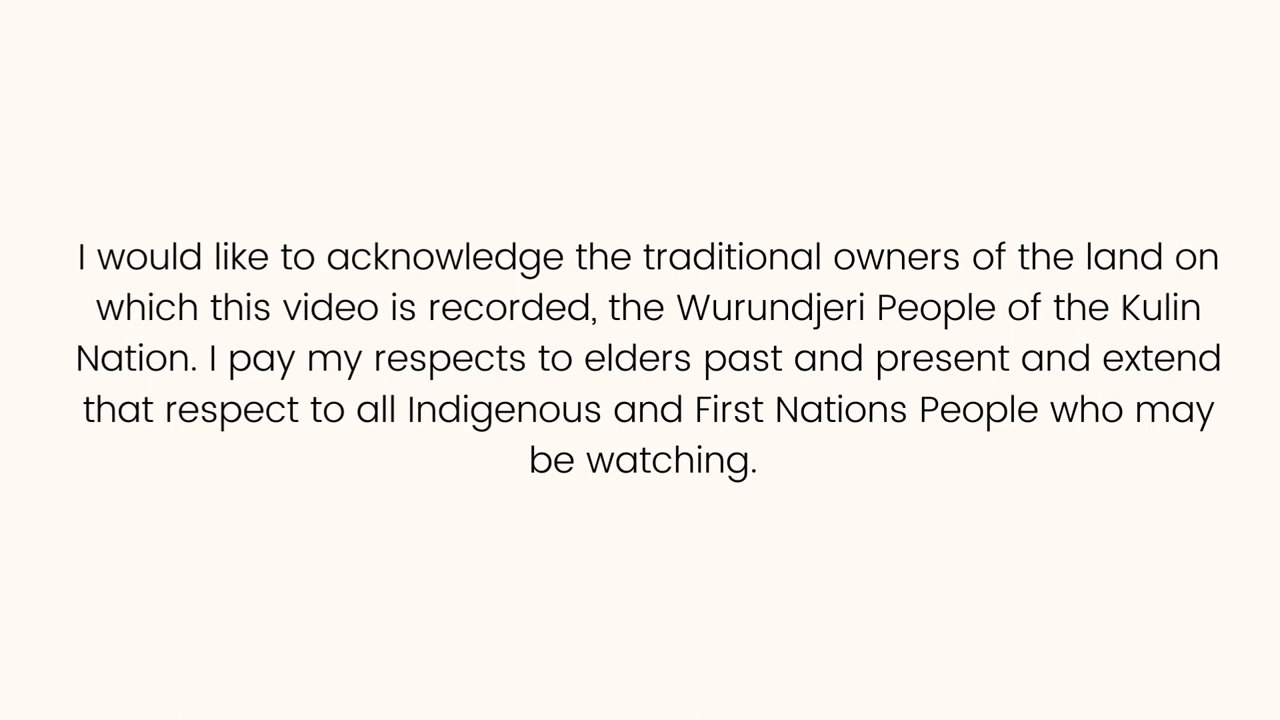 I would like to acknowledge the traditional owners of the land on
which this video is recorded, the Wurundjeri People of the Kulin
Nation. I pay my respects to elders past and present and extend
that respect to all Indigenous and First Nations People who may
be watching.